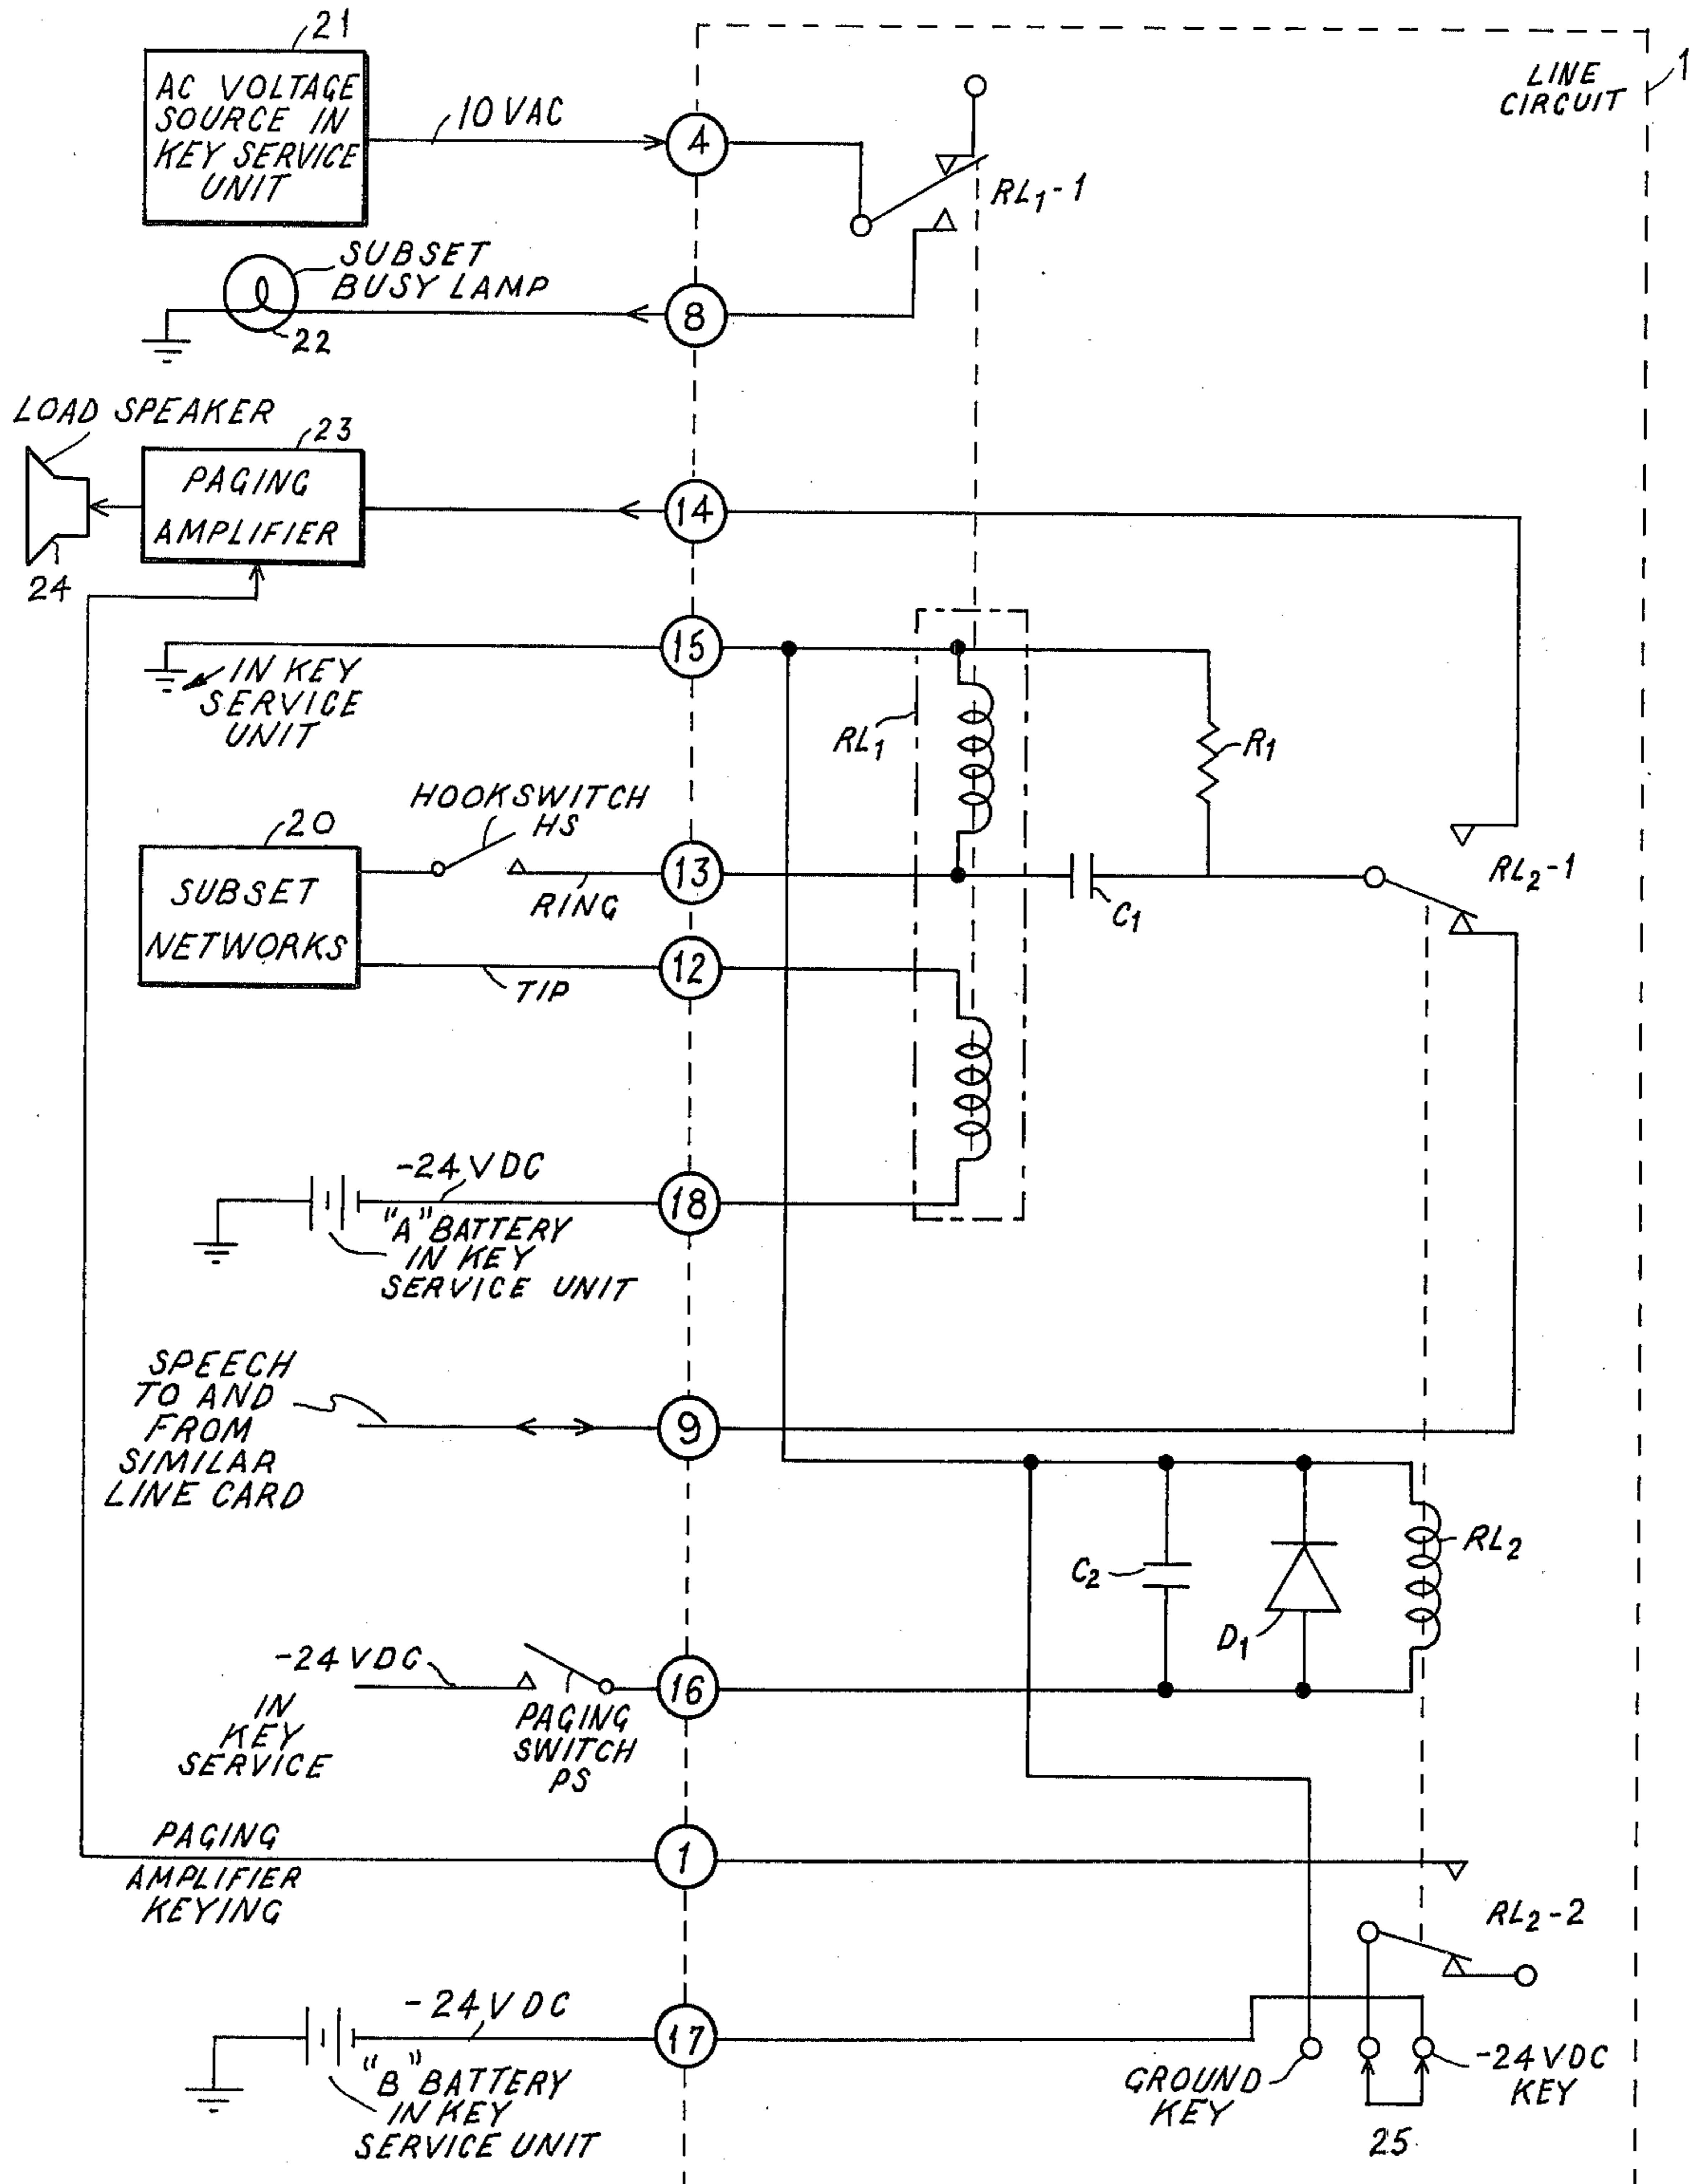 21
AC VOLTAGE
SOURCE IN
KEY SERVICE
UNIT
10 VAC
4
LINE
CIRCUIT
1
RL1-1
SUBSET
BUSY LAMP
22
8
LOAD SPEAKER
24
23
PAGING
AMPLIFIER
14
15
IN KEY
SERVICE
UNIT
RL1
R1
HOOKSWITCH
HS
20
SUBSET
NETWORKS
RING
13
C1
RL2-1
TIP
12
-24 VDC
18
"A" BATTERY
IN KEY
SERVICE UNIT
SPEECH
TO AND
FROM
SIMILAR
LINE CARD
9
C2
D1
RL2
-24 VDC
IN
KEY
SERVICE
PAGING
SWITCH
PS
16
PAGING
AMPLIFIER
KEYING
1
RL2-2
-24 VDC
17
"B" BATTERY
IN KEY
SERVICE UNIT
GROUND
KEY
-24 VDC
KEY
25